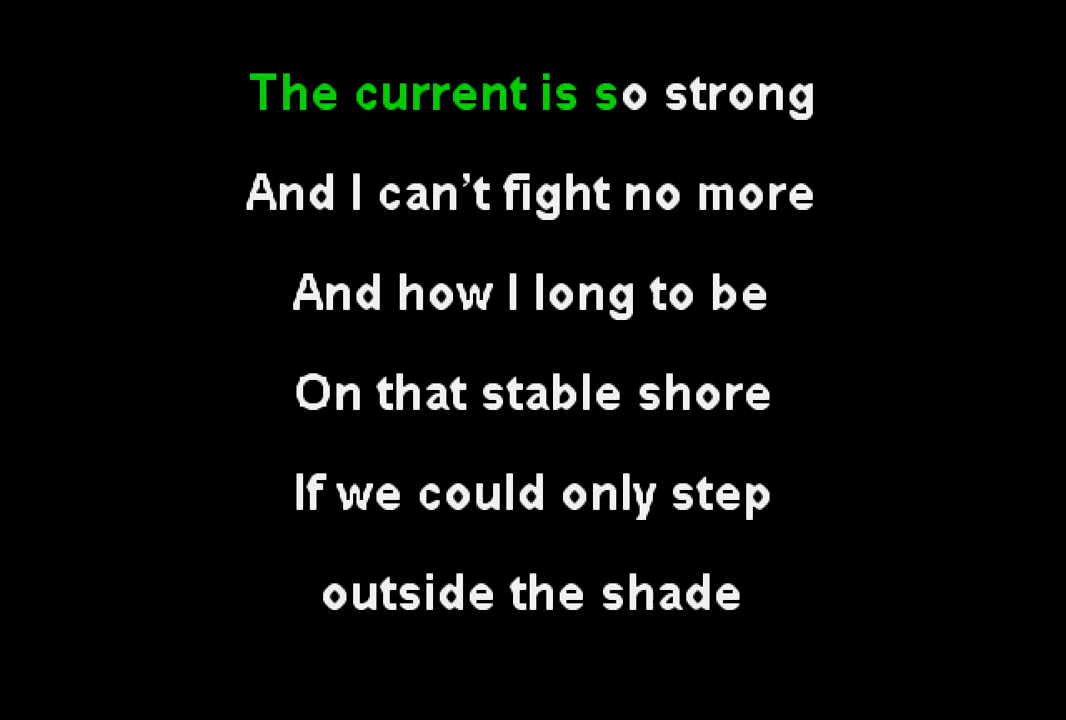 The current is so strong
And I can’t fight no more
And how I long to be
On that stable shore
If we could only step
outside the shade